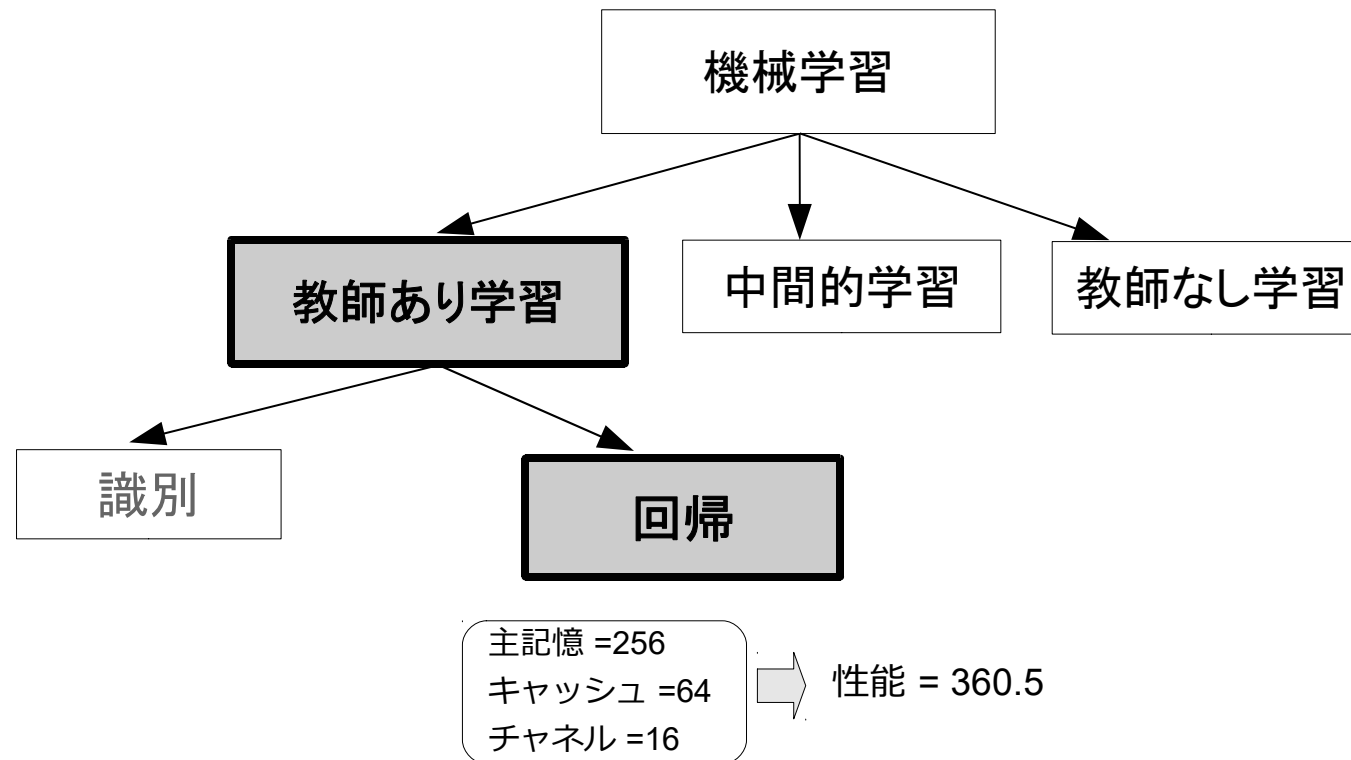 機械学習
教師あり学習
中間的学習
教師なし学習
識別
回帰
主記憶 =256
キャッシュ =64
チャネル =16
性能 = 360.5